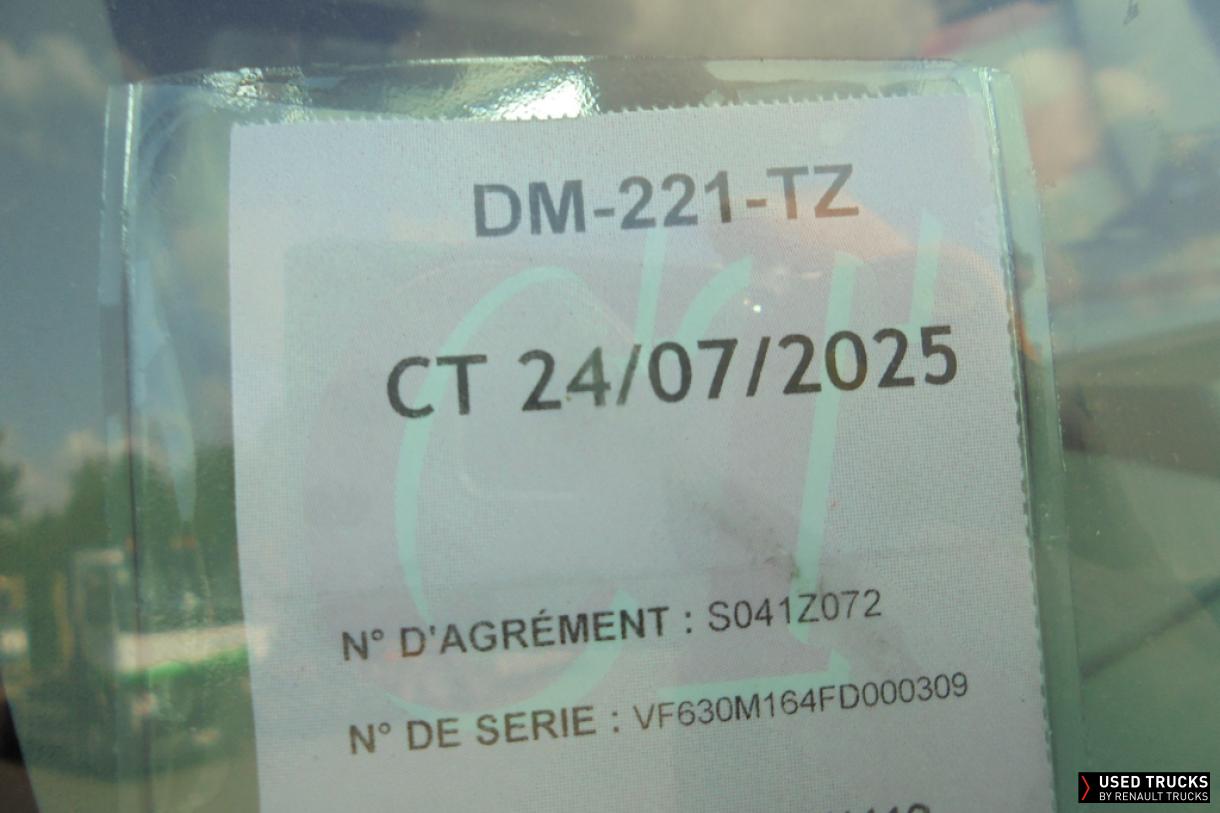 DM-221-TZ
CT 24/07/2025
N° D'AGRÉMENT : S041Z072
N° DE SERIE : VF630M164FD000309
USED TRUCKS
BY RENAULT TRUCKS